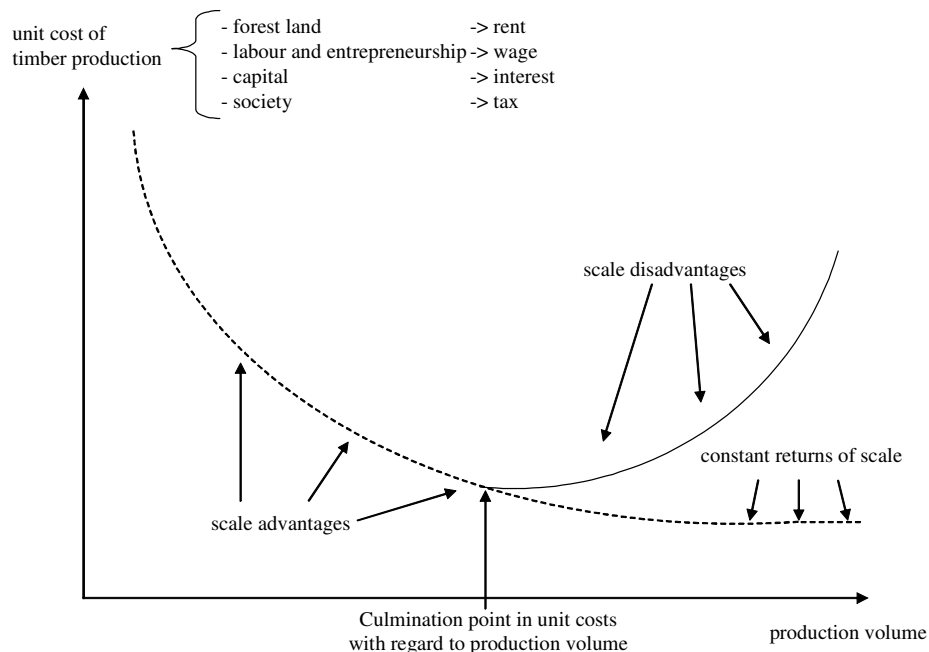 unit cost of
timber production
- forest land -> rent
- labour and entrepreneurship -> wage
- capital -> interest
- society -> tax
scale disadvantages
constant returns of scale
scale advantages
Culmination point in unit costs
with regard to production volume
production volume